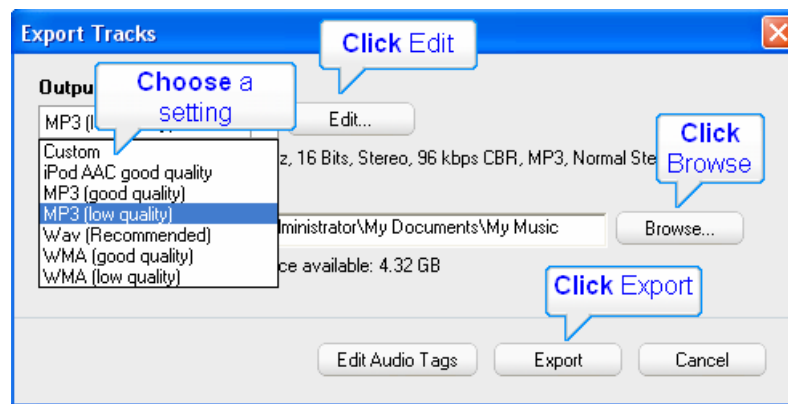 Export Tracks
Click Edit
Outpu
Choose a
setting
MP3 (l
Edit...
Click
Browse
Custom
z, 16 Bits, Stereo, 96 kbps CBR, MP3, Normal Ste
iPod AAC good quality
MP3 (good quality)
MP3 (low quality)
Wav (Recommended)
WMA (good quality)
WMA (low quality)
dministrator\My Documents\My Music
Browse...
ce available: 4.32 GB
Click Export
Edit Audio Tags
Export
Cancel